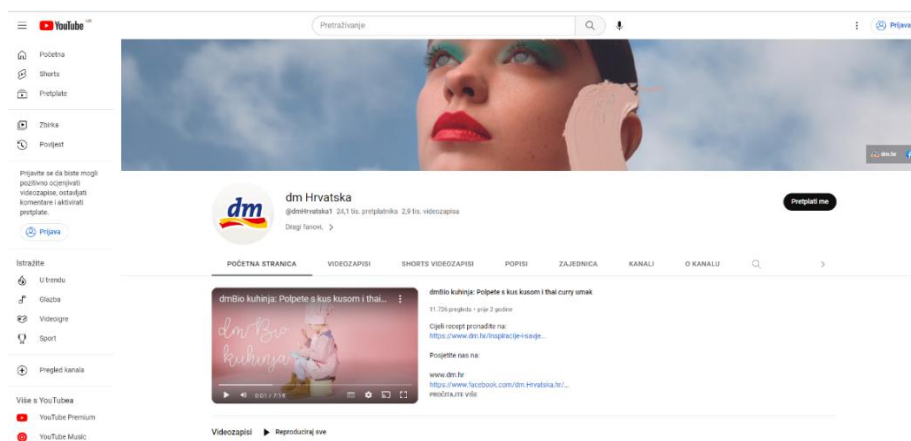 YouTube HR
Pretraživanje
Prijava
Početna
Shorts
Pretplate
Zbirka
Povijest
Prijavite se da biste mogli
pozitivno ocjenjivati
videozapise, ostavljati
komentare i aktivirati
pretplate.
Prijava
Istražite
U trendu
Glazba
Videoigre
Sport
Pregled kanala
Više s YouTubea
YouTube Premium
YouTube Music
dm.hr
dm
dm Hrvatska
@dmHrvatska1 24,1 tis. pretplatnika 2,9 tis. videozapisa
Dragi fanovi,
Pretplati me
POČETNA STRANICA VIDEOZAPISI SHORTS VIDEOZAPISI POPISI ZAJEDNICA KANALI O KANALU
dmBio kuhinja: Polpete s kus kusom i thai...
dmBio
kuhinja
0:01 / 7:16
dmBio kuhinja: Polpete s kus kusom i thai curry umak
11.726 pregleda • prije 2 godine
Cijeli recept pronađite na:
https://www.dm.hr/inspiracije-i-savje...
Posjetite nas na:
www.dm.hr
https://www.facebook.com/dm.Hrvatska.hr/...
PROČITAJTE VIŠE
Videozapisi Reproduciraj sve